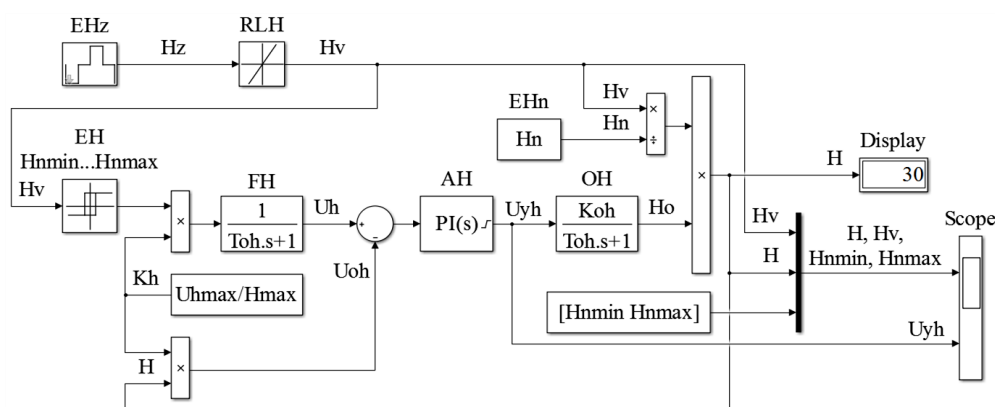 EHz
Hz
RLH
Hv
EH
Hnmin...Hnmax
Hv
EHn
Hn
Hv
Hn
×
÷
×
Display
H
30
FH
1
Toh.s+1
×
Uh
+
−
Uoh
AH
PI(s)
Uyh
OH
Koh
Toh.s+1
Ho
Hv
H
H, Hv,
Hnmin, Hnmax
Scope
Kh
Uhmax/Hmax
[Hnmin Hnmax]
Uyh
H
×